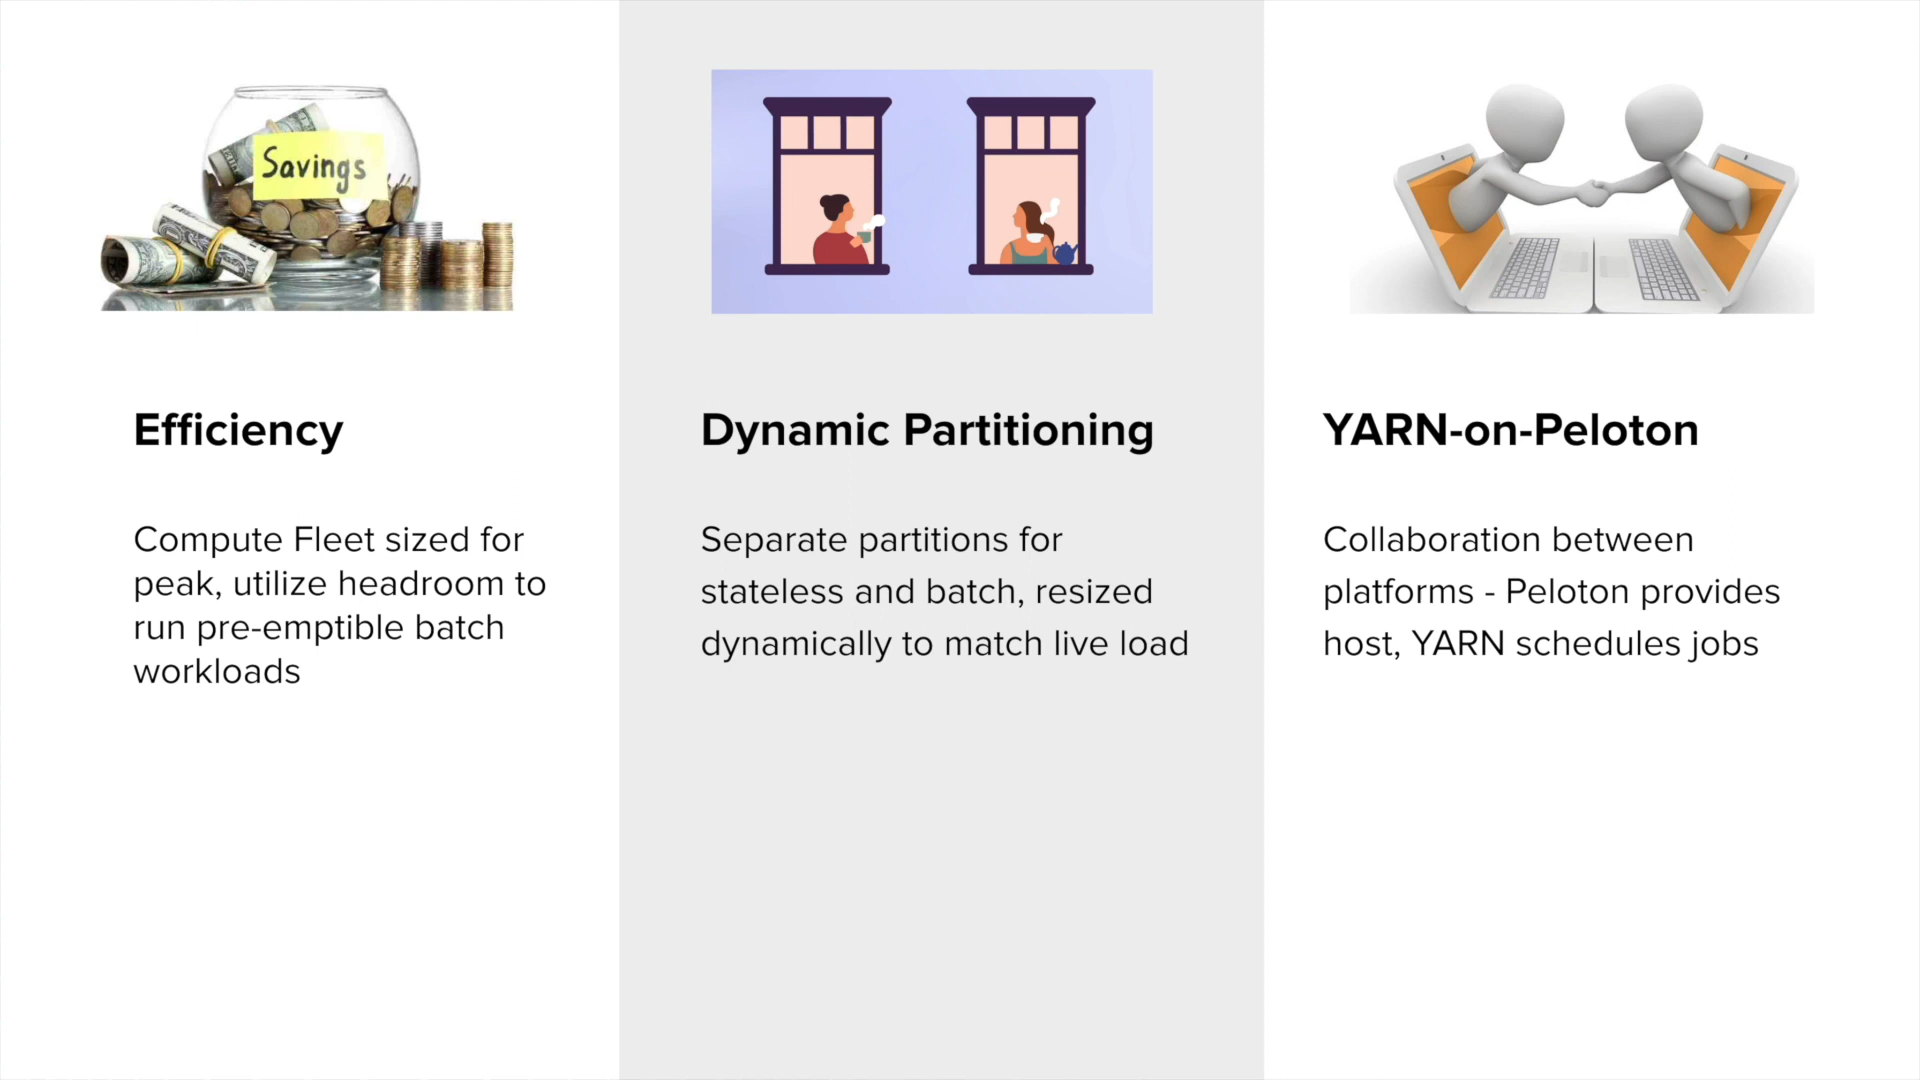 Savings
Efficiency
Compute Fleet sized for
peak, utilize headroom to
run pre-emptible batch
workloads
Dynamic Partitioning
Separate partitions for
stateless and batch, resized
dynamically to match live load
YARN-on-Peloton
Collaboration between
platforms - Peloton provides
host, YARN schedules jobs